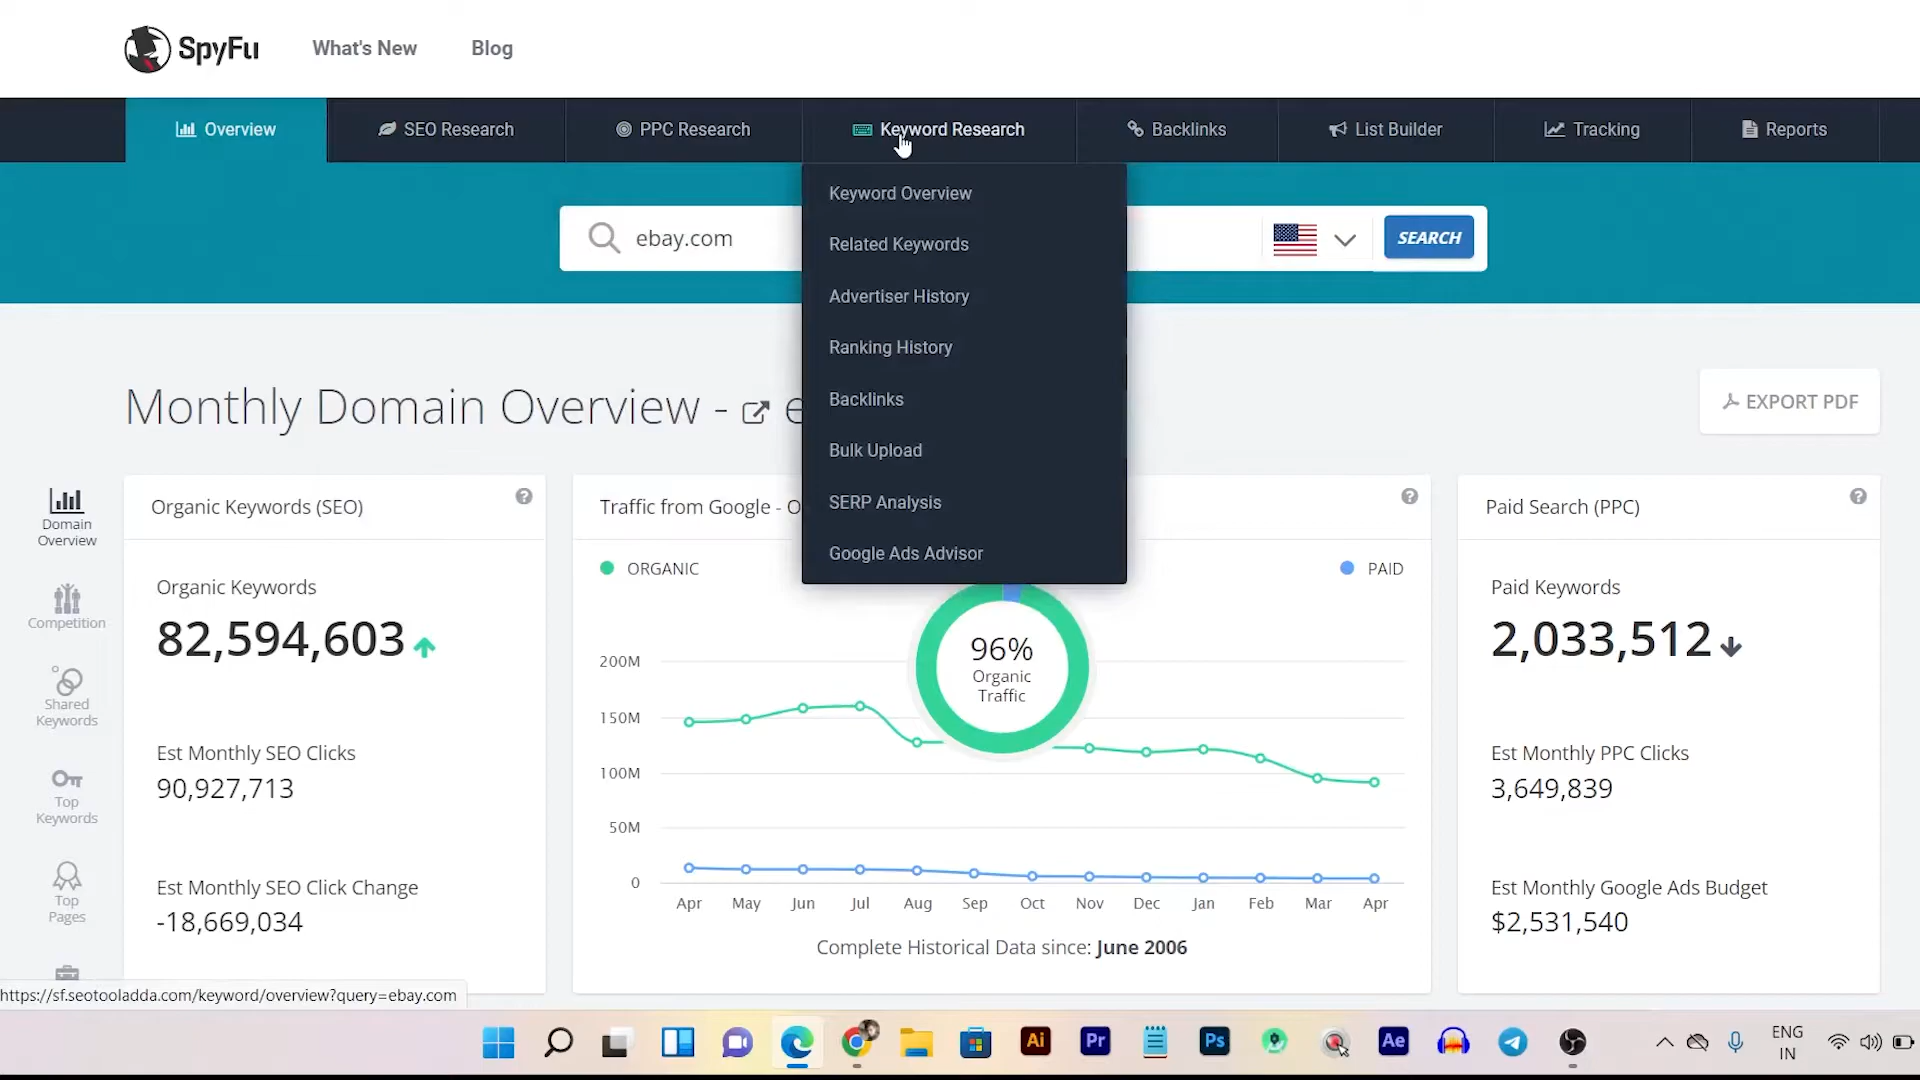 SpyFu
What's New
Blog
Overview
SEO Research
PPC Research
Keyword Research
Backlinks
List Builder
Tracking
Reports
Keyword Overview
Related Keywords
Advertiser History
Ranking History
Backlinks
Bulk Upload
SERP Analysis
Google Ads Advisor
ebay.com
SEARCH
Monthly Domain Overview - e
EXPORT PDF
Domain
Overview
Competition
Shared
Keywords
Top
Keywords
Top
Pages
Organic Keywords (SEO)
Organic Keywords
82,594,603
Est Monthly SEO Clicks
90,927,713
Est Monthly SEO Click Change
-18,669,034
Traffic from Google - O
ORGANIC
PAID
96%
Organic
Traffic
200M
150M
100M
50M
0
Apr May Jun Jul Aug Sep Oct Nov Dec Jan Feb Mar Apr
Complete Historical Data since: June 2006
Paid Search (PPC)
Paid Keywords
2,033,512
Est Monthly PPC Clicks
3,649,839
Est Monthly Google Ads Budget
$2,531,540
https://sf.seotooladda.com/keyword/overview?query=ebay.com
Ai
Pr
Ps
Ae
ENG
IN